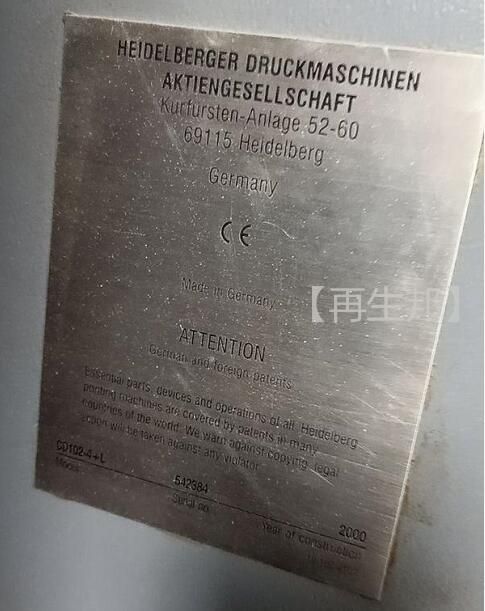 HEIDELBERGER DRUCKMASCHINEN
AKTIENGESELLSCHAFT
Kurfürsten-Anlage 52-60
69115 Heidelberg
Germany
CE
Made in Germany
【再生邦】
ATTENTION
German and foreign patents
Essential parts, devices and operations of all Heidelberg
printing machines are covered by patents in many
countries of the world. We warn against copying, legal
action will be taken against any violator.
CD102-4+L 542384 2000
Model Serial no. Year of construction